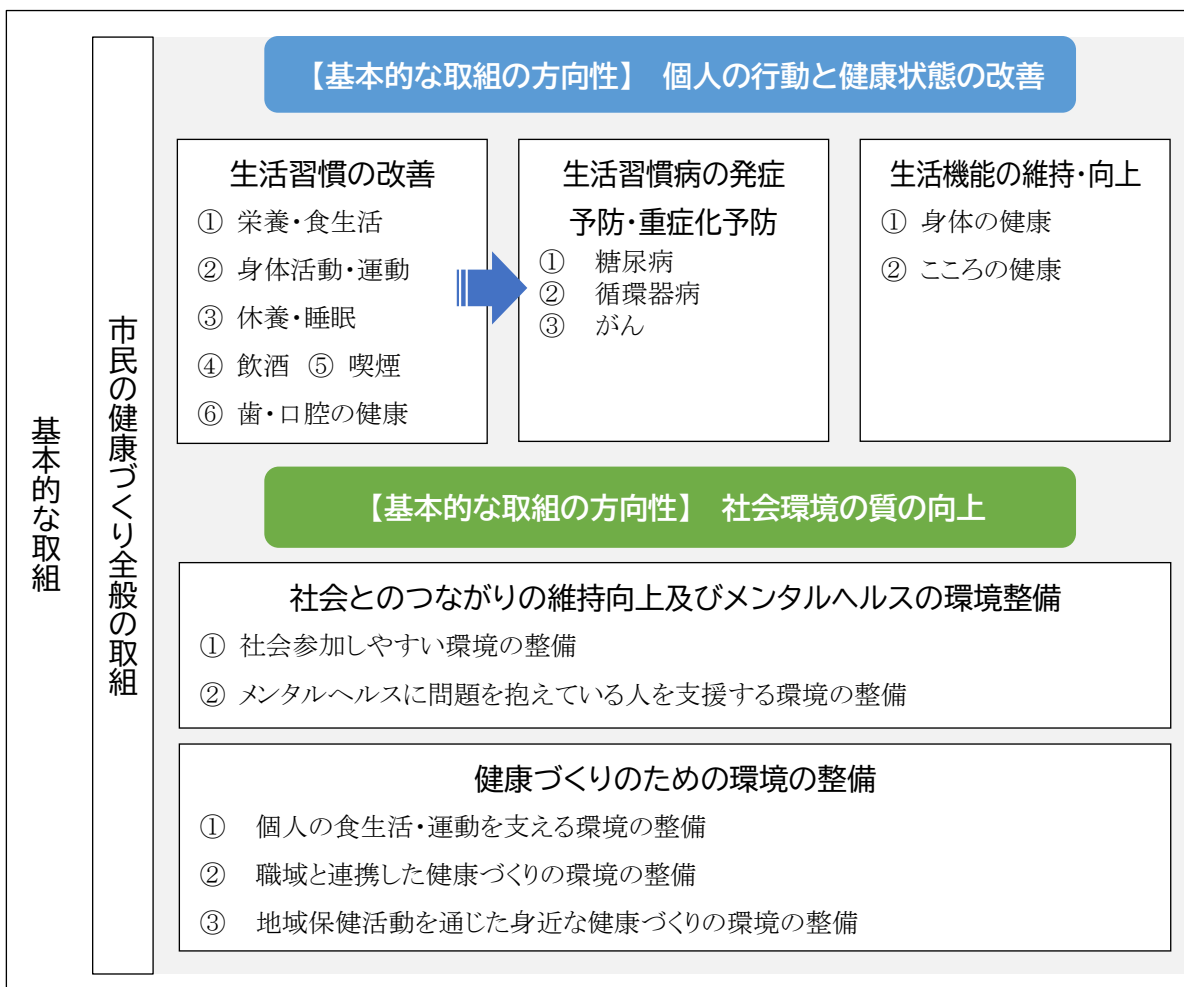 基本的な取組
市民の健康づくり全般の取組
【基本的な取組の方向性】 個人の行動と健康状態の改善
生活習慣の改善
① 栄養・食生活
② 身体活動・運動
③ 休養・睡眠
④ 飲酒 ⑤ 喫煙
⑥ 歯・口腔の健康
生活習慣病の発症
予防・重症化予防
① 糖尿病
② 循環器病
③ がん
生活機能の維持・向上
① 身体の健康
② こころの健康
【基本的な取組の方向性】 社会環境の質の向上
社会とのつながりの維持向上及びメンタルヘルスの環境整備
① 社会参加しやすい環境の整備
② メンタルヘルスに問題を抱えている人を支援する環境の整備
健康づくりのための環境の整備
① 個人の食生活・運動を支える環境の整備
② 職域と連携した健康づくりの環境の整備
③ 地域保健活動を通じた身近な健康づくりの環境の整備